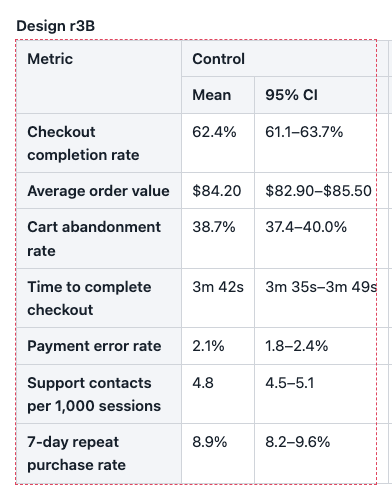 Design r3B
Metric Control
Mean 95% CI
Checkout 62.4% 61.1–63.7%
completion rate
Average order value $84.20 $82.90–$85.50
Cart abandonment 38.7% 37.4–40.0%
rate
Time to complete 3m 42s 3m 35s–3m 49s
checkout
Payment error rate 2.1% 1.8–2.4%
Support contacts 4.8 4.5–5.1
per 1,000 sessions
7-day repeat 8.9% 8.2–9.6%
purchase rate